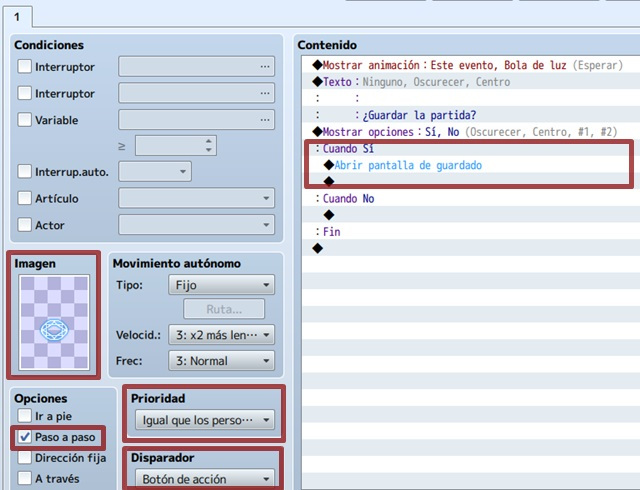 1
Condiciones
Interruptor ...
Interruptor ...
Variable ...
≥
Interrup.auto.
Artículo
Actor
Imagen
Movimiento autónomo
Tipo: Fijo
Ruta...
Velocid.: 3: x2 más len···
Frec: 3: Normal
Opciones
Ir a pie
Paso a paso
Dirección fija
A través
Prioridad
Igual que los perso···
Disparador
Botón de acción
Contenido
◆Mostrar animación : Este evento, Bola de luz (Esperar)
◆Texto : Ninguno, Oscurecer, Centro
: :
: : ¿Guardar la partida?
◆Mostrar opciones : Sí, No (Oscurecer, Centro, #1, #2)
: Cuando Sí
◆Abrir pantalla de guardado
◆
: Cuando No
◆
: Fin
◆